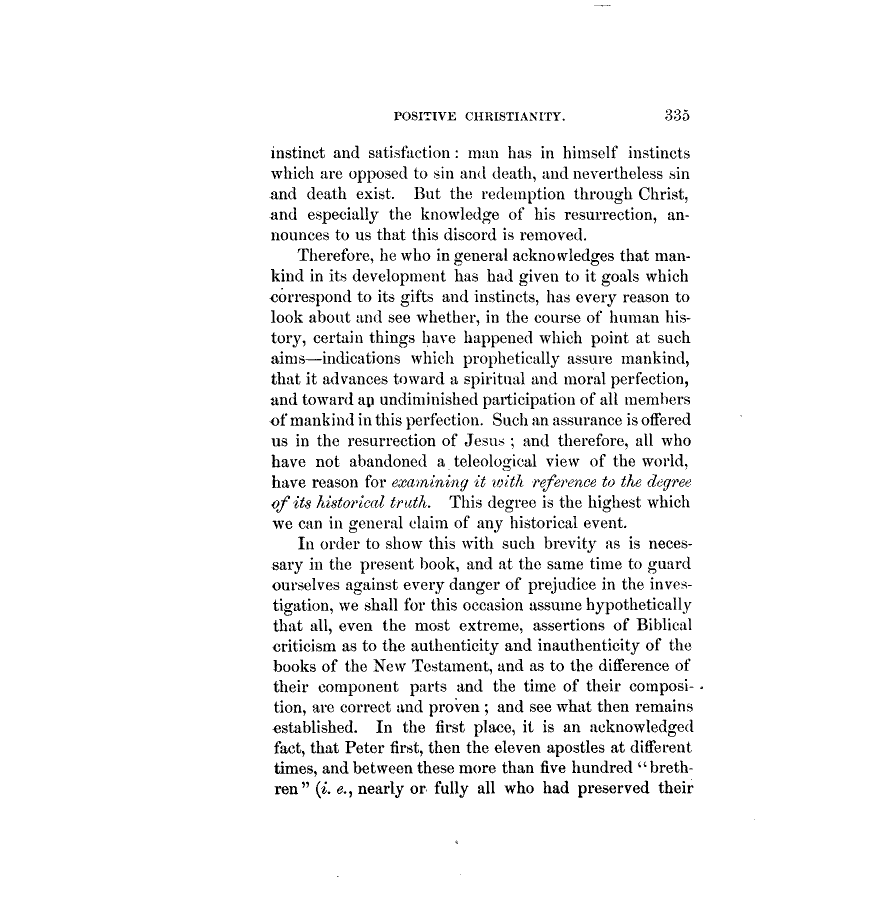 POSITIVE CHRISTIANITY. 335
instinct and satisfaction : man has in himself instincts
which are opposed to sin and death, and nevertheless sin
and death exist. But the redemption through Christ,
and especially the knowledge of his resurrection, an-
nounces to us that this discord is removed.
Therefore, he who in general acknowledges that man-
kind in its development has had given to it goals which
correspond to its gifts and instincts, has every reason to
look about and see whether, in the course of human his-
tory, certain things have happened which point at such
aims—indications which prophetically assure mankind,
that it advances toward a spiritual and moral perfection,
and toward an undiminished participation of all members
of mankind in this perfection. Such an assurance is offered
us in the resurrection of Jesus ; and therefore, all who
have not abandoned a teleological view of the world,
have reason for examining it with reference to the degree
of its historical truth. This degree is the highest which
we can in general claim of any historical event.
In order to show this with such brevity as is neces-
sary in the present book, and at the same time to guard
ourselves against every danger of prejudice in the inves-
tigation, we shall for this occasion assume hypothetically
that all, even the most extreme, assertions of Biblical
criticism as to the authenticity and inauthenticity of the
books of the New Testament, and as to the difference of
their component parts and the time of their composi-
tion, are correct and proven ; and see what then remains
established. In the first place, it is an acknowledged
fact, that Peter first, then the eleven apostles at different
times, and between these more than five hundred “breth-
ren” (i. e., nearly or fully all who had preserved their